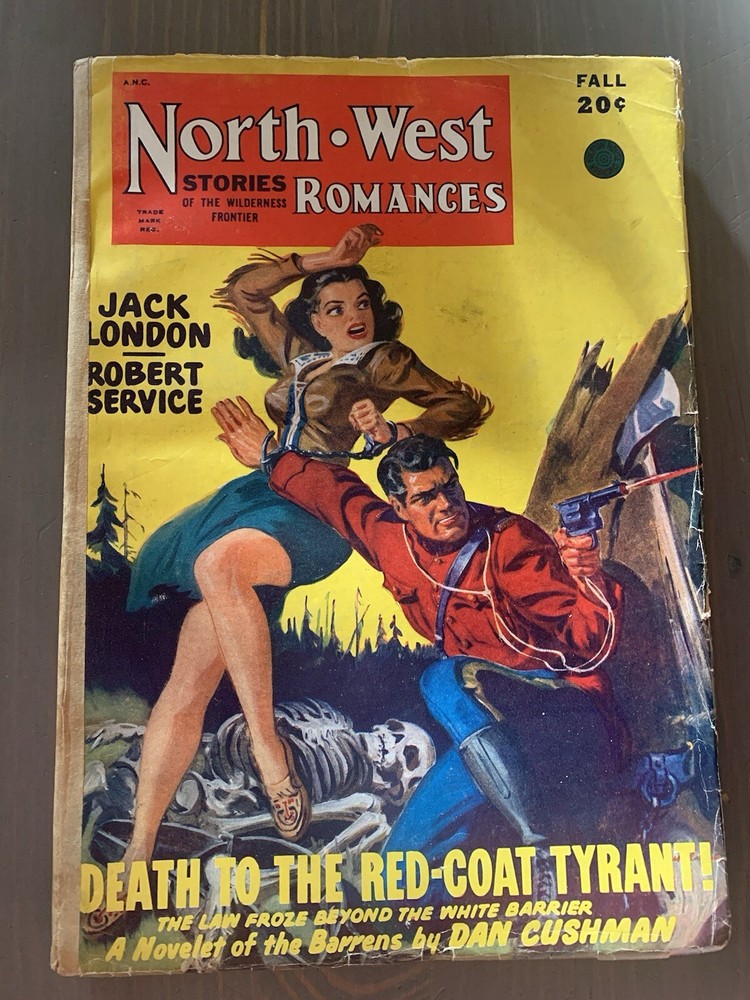 A.N.C.
FALL
20¢
North·West
STORIES
OF THE WILDERNESS
FRONTIER
ROMANCES
TRADE
MARK
REG.
JACK
LONDON
ROBERT
SERVICE
DEATH TO THE RED-COAT TYRANT!
THE LAW FROZE BEYOND THE WHITE BARRIER
A Novelet of the Barrens by DAN CUSHMAN